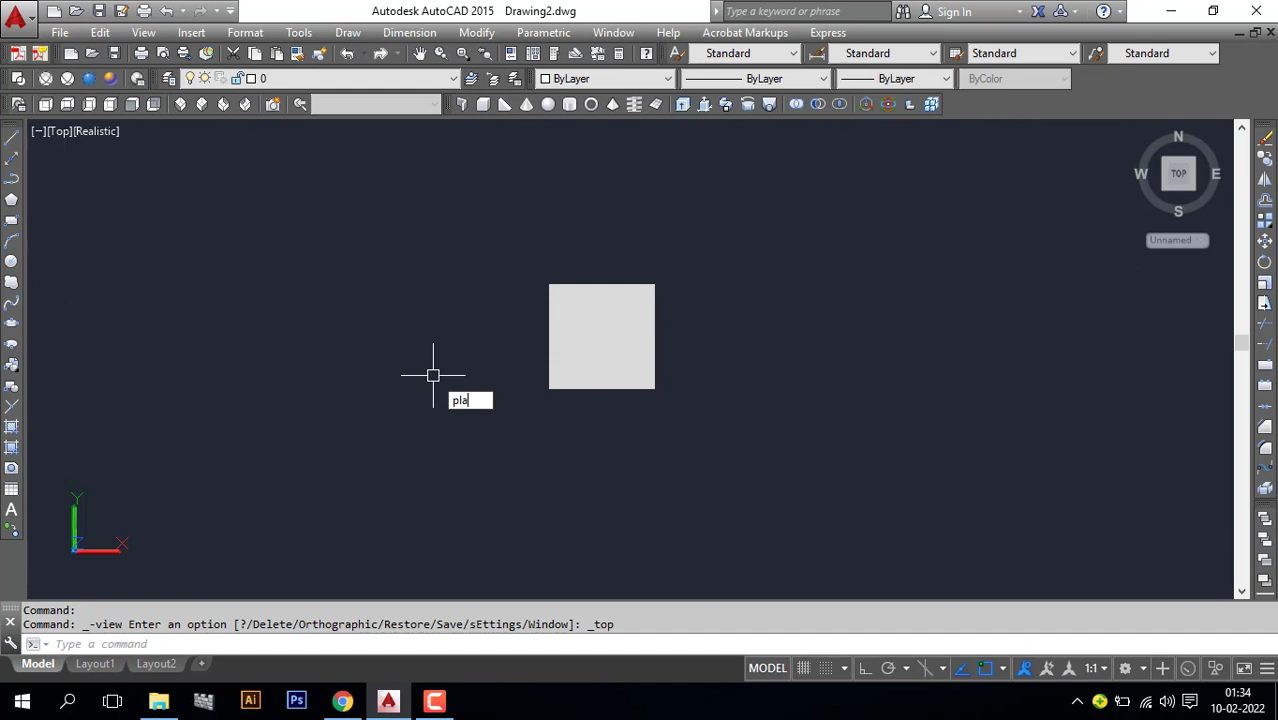 Autodesk AutoCAD 2015 Drawing2.dwg
Type a keyword or phrase
Sign In
File Edit View Insert Format Tools Draw Dimension Modify Parametric Window Help Acrobat Markups Express
Standard Standard Standard Standard
0 ByLayer ByLayer ByLayer ByColor
[−][Top][Realistic]
N
W TOP E
S
Unnamed
pla
Y
Z X
Command:
Command: _-view Enter an option [?/Delete/Orthographic/Restore/Save/sEttings/Window]: _top
Type a command
Model Layout1 Layout2 +
MODEL 1:1
A
Ai Ps
01:34
10-02-2022